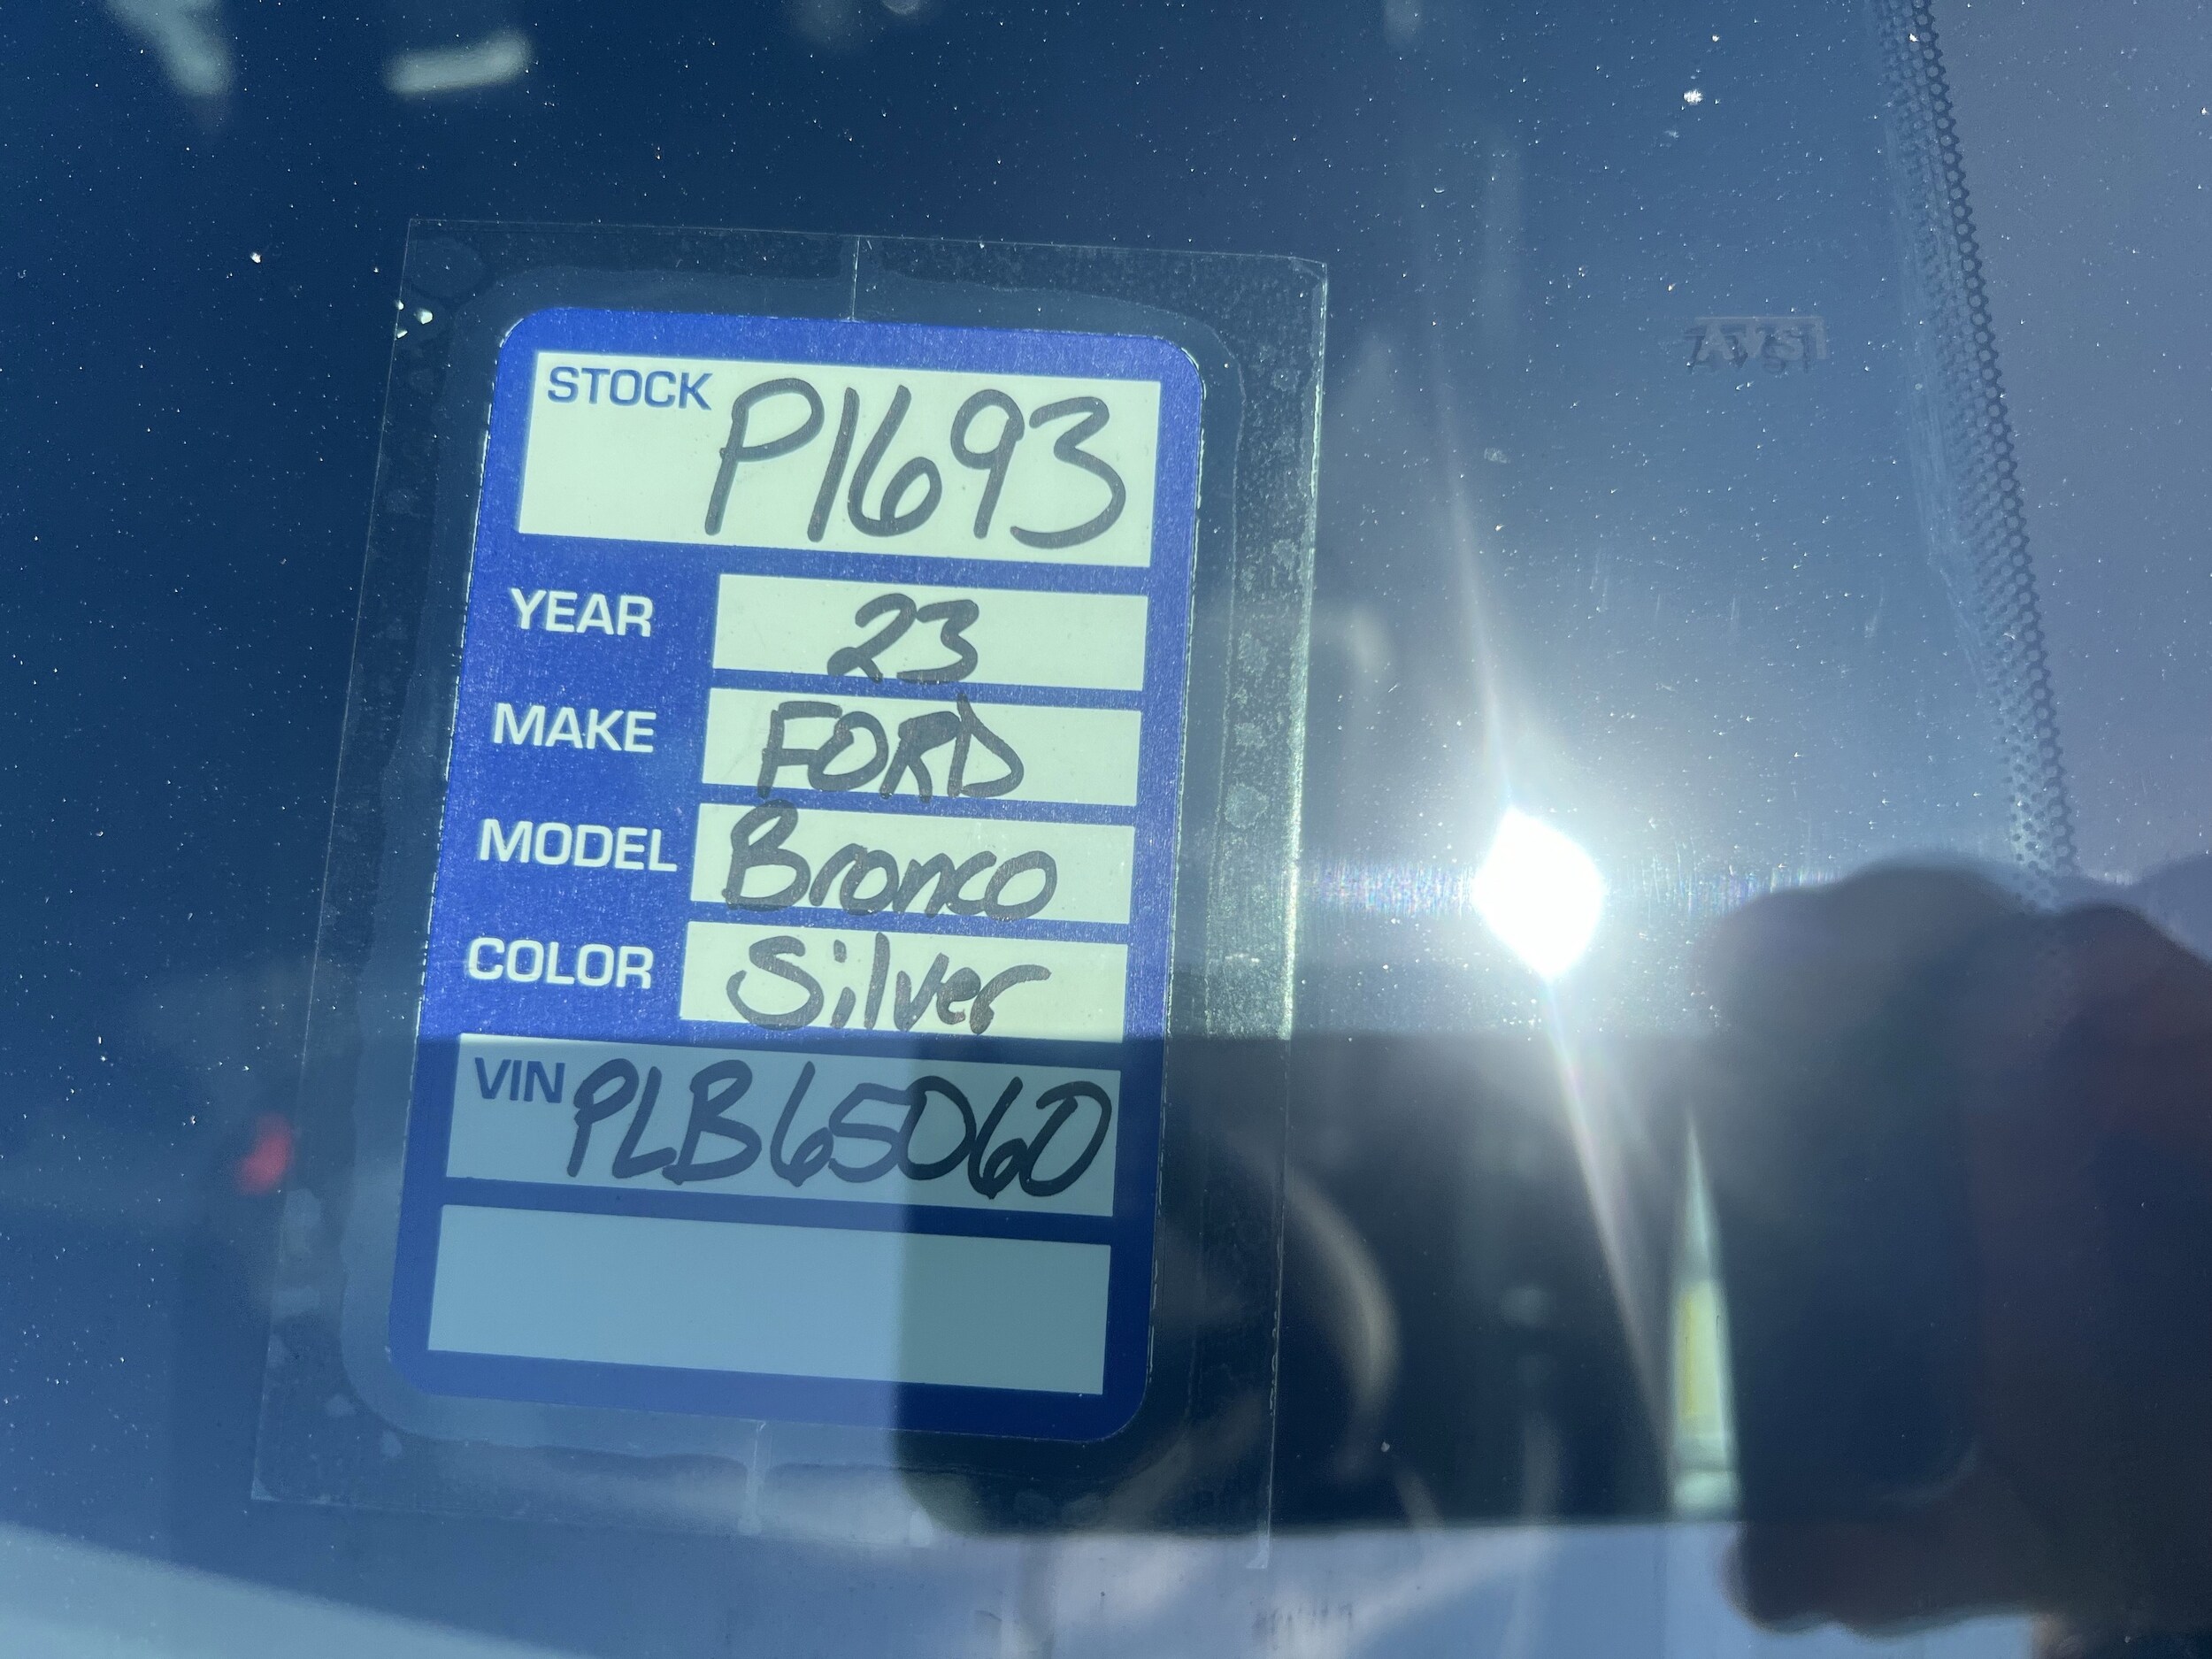 STOCK P1693
YEAR 23
MAKE FORD
MODEL Bronco
COLOR Silver
VIN PLB65060